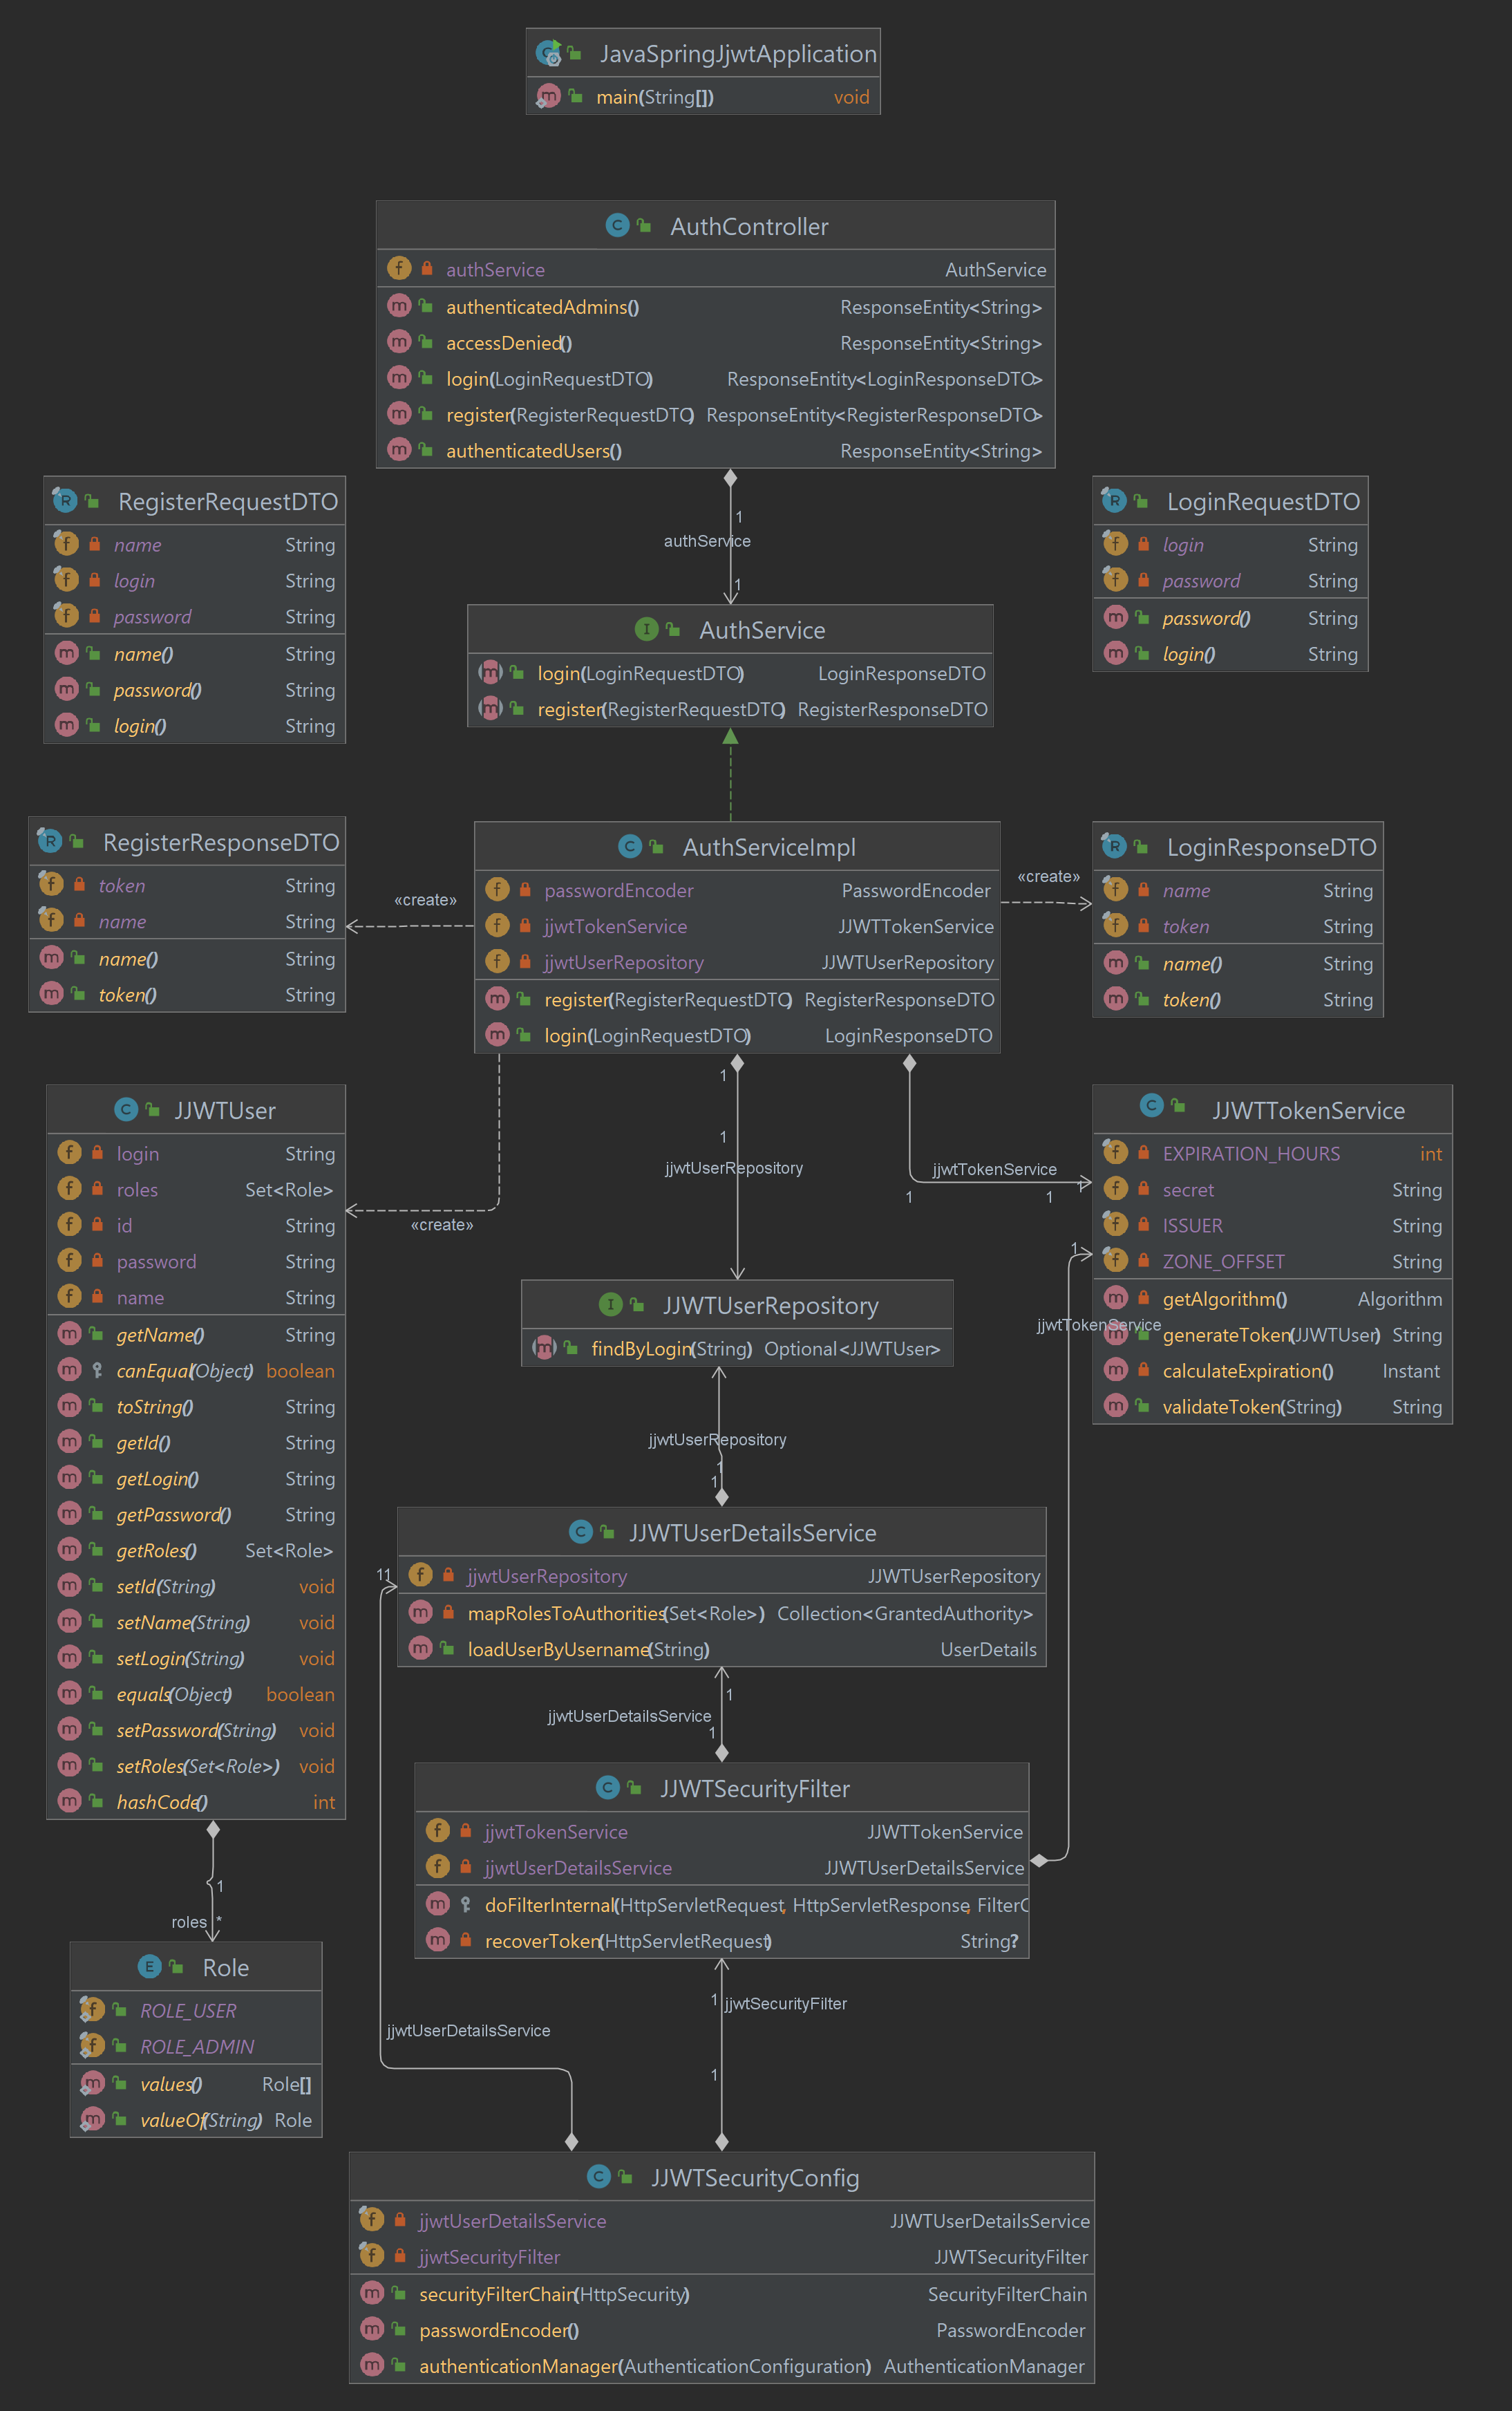 JavaSpringJjwtApplication
main(String[]) void
AuthController
authService AuthService
authenticatedAdmins() ResponseEntity<String>
accessDenied() ResponseEntity<String>
login(LoginRequestDTO) ResponseEntity<LoginResponseDTO>
register(RegisterRequestDTO) ResponseEntity<RegisterResponseDTO>
authenticatedUsers() ResponseEntity<String>
1
authService
1
RegisterRequestDTO
name String
login String
password String
name() String
password() String
login() String
LoginRequestDTO
login String
password String
password() String
login() String
AuthService
login(LoginRequestDTO) LoginResponseDTO
register(RegisterRequestDTO) RegisterResponseDTO
RegisterResponseDTO
token String
name String
name() String
token() String
«create»
AuthServiceImpl
passwordEncoder PasswordEncoder
jjwtTokenService JJWTTokenService
jjwtUserRepository JJWTUserRepository
register(RegisterRequestDTO) RegisterResponseDTO
login(LoginRequestDTO) LoginResponseDTO
«create»
LoginResponseDTO
name String
token String
name() String
token() String
JJWTUser
login String
roles Set<Role>
id String
password String
name String
getName() String
canEqual(Object) boolean
toString() String
getId() String
getLogin() String
getPassword() String
getRoles() Set<Role>
setId(String) void
setName(String) void
setLogin(String) void
equals(Object) boolean
setPassword(String) void
setRoles(Set<Role>) void
hashCode() int
«create»
1
1
jjwtUserRepository
jjwtTokenService
1
1
1
JJWTTokenService
EXPIRATION_HOURS int
secret String
ISSUER String
ZONE_OFFSET String
getAlgorithm() Algorithm
generateToken(JJWTUser) String
calculateExpiration() Instant
validateToken(String) String
1
jjwtTokenService
JJWTUserRepository
findByLogin(String) Optional<JJWTUser>
jjwtUserRepository
1
1
JJWTUserDetailsService
jjwtUserRepository JJWTUserRepository
mapRolesToAuthorities(Set<Role>) Collection<GrantedAuthority>
loadUserByUsername(String) UserDetails
11
1
jjwtUserDetailsService
1
JJWTSecurityFilter
jjwtTokenService JJWTTokenService
jjwtUserDetailsService JJWTUserDetailsService
doFilterInternal(HttpServletRequest, HttpServletResponse, FilterC
recoverToken(HttpServletRequest) String?
1
roles *
Role
ROLE_USER
ROLE_ADMIN
values() Role[]
valueOf(String) Role
1 jjwtSecurityFilter
jjwtUserDetailsService
1
JJWTSecurityConfig
jjwtUserDetailsService JJWTUserDetailsService
jjwtSecurityFilter JJWTSecurityFilter
securityFilterChain(HttpSecurity) SecurityFilterChain
passwordEncoder() PasswordEncoder
authenticationManager(AuthenticationConfiguration) AuthenticationManager